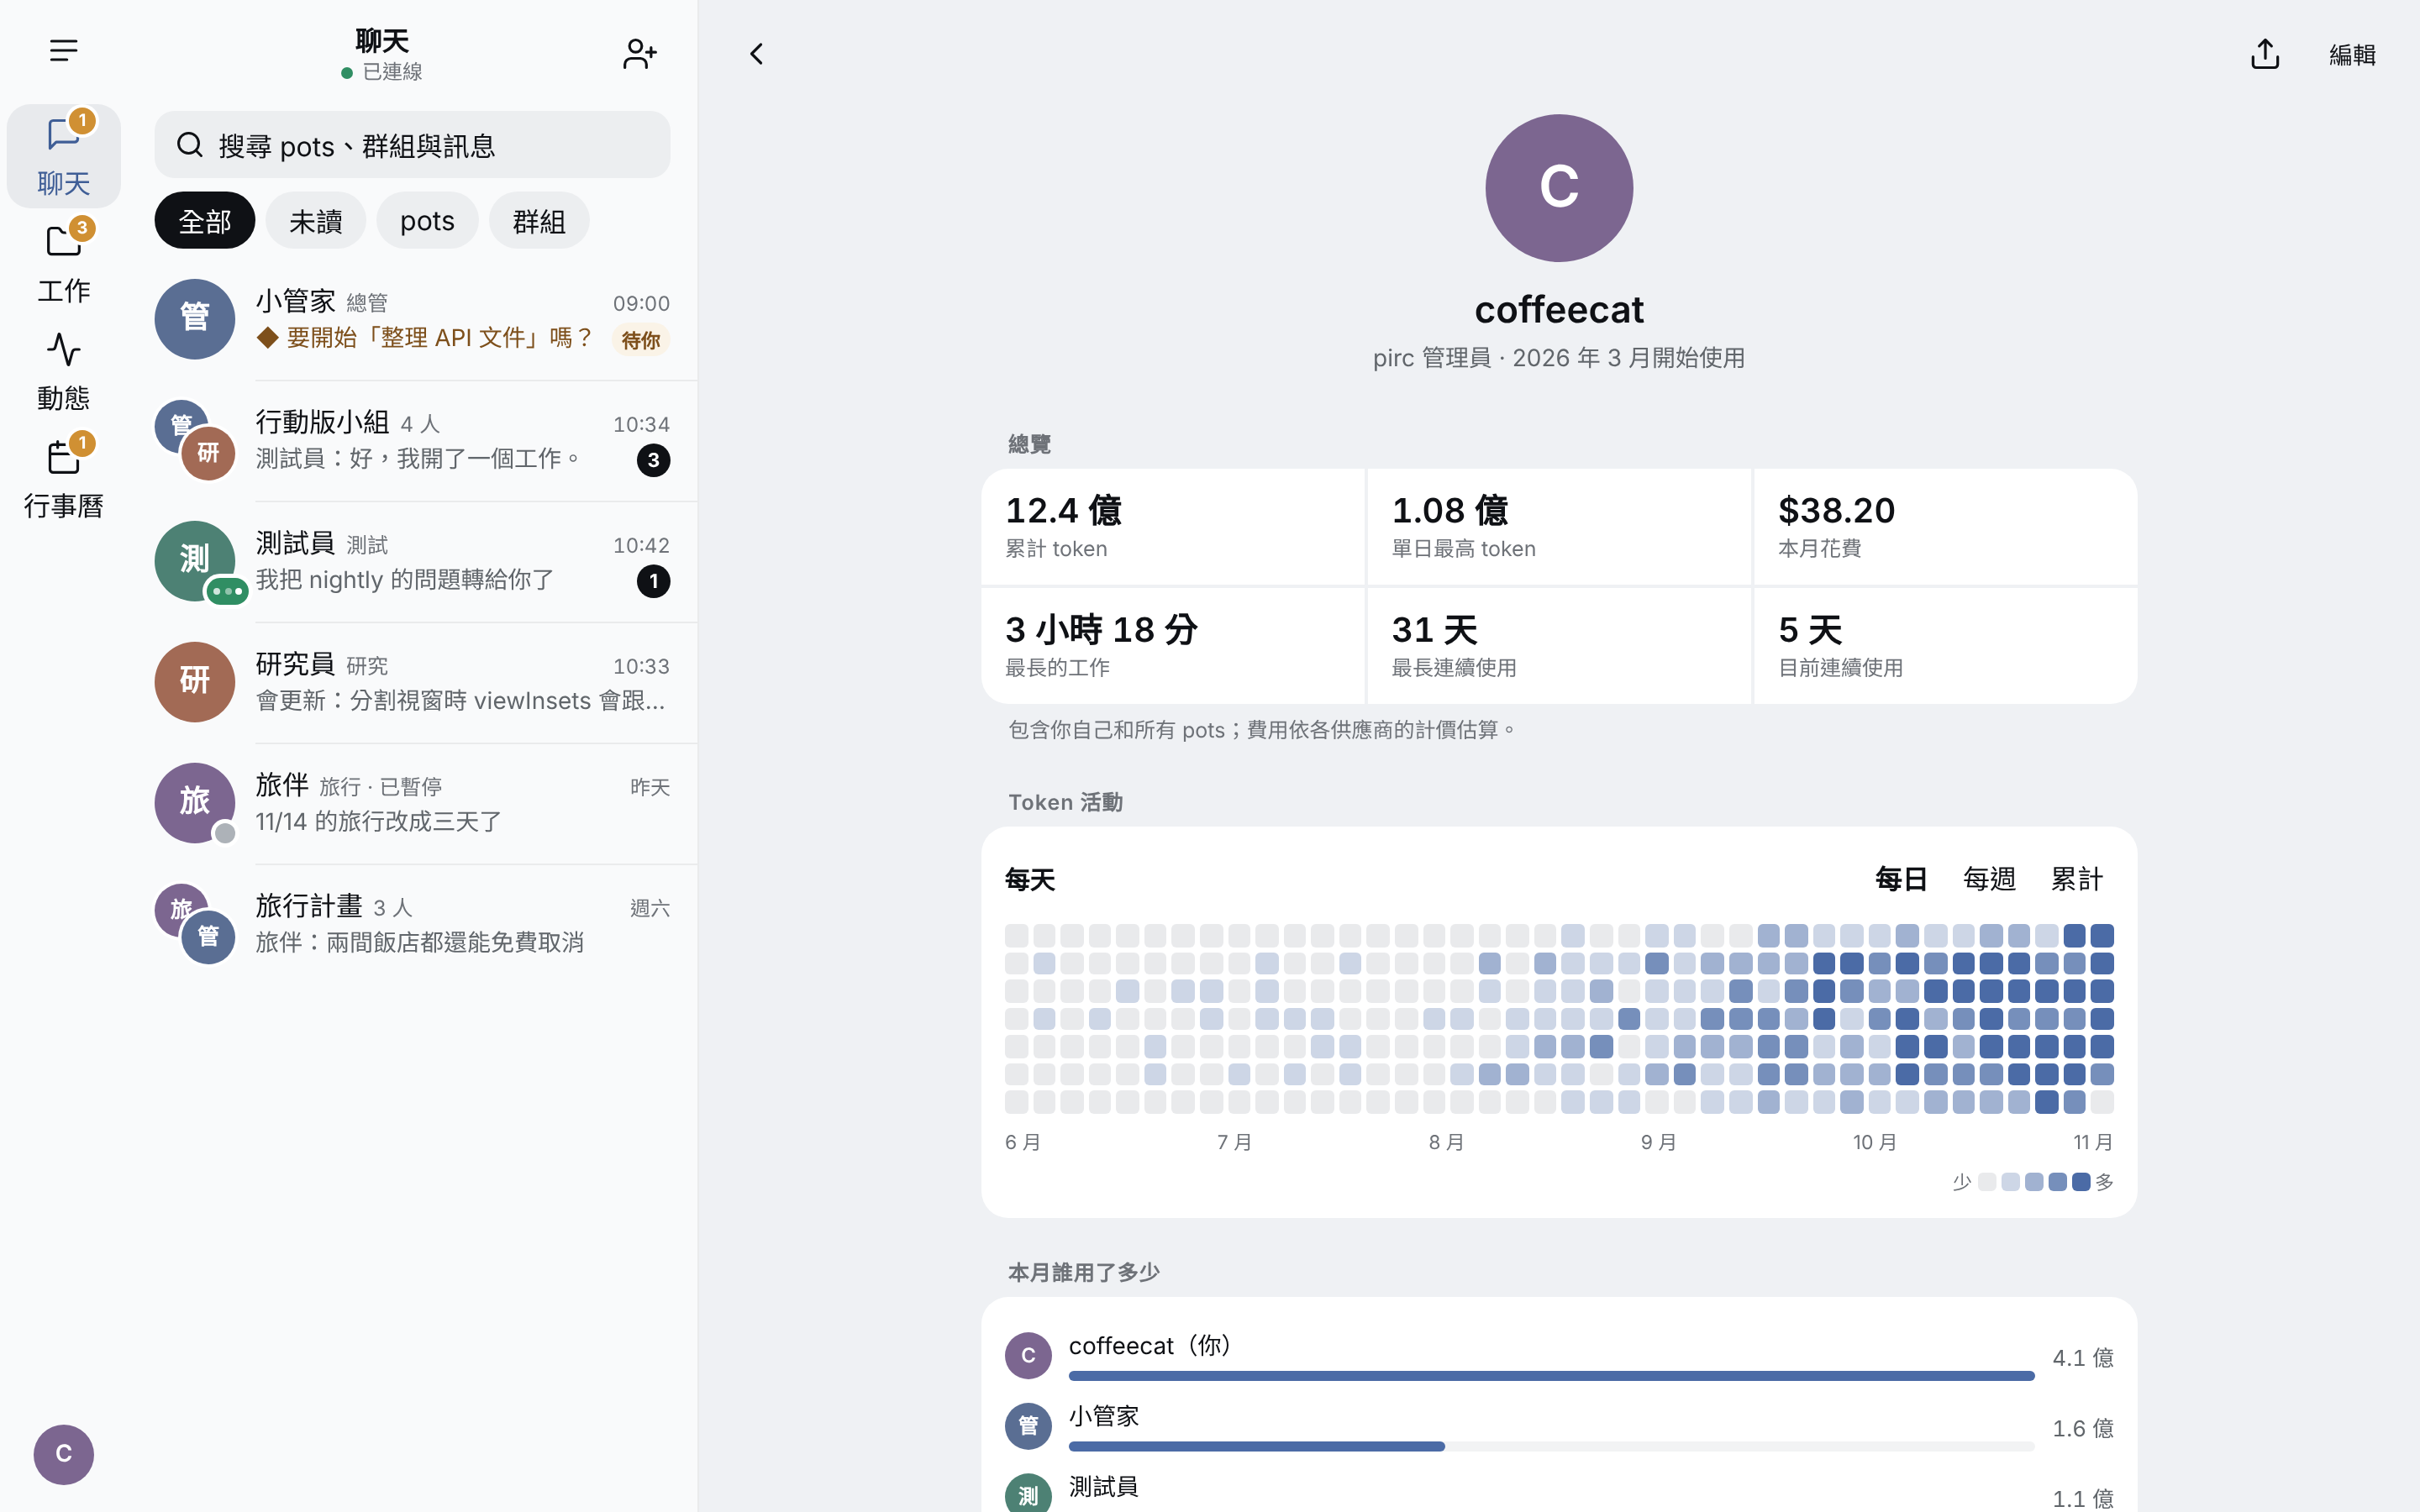 聊天
已連線
搜尋 pots、群組與訊息
全部
未讀
pots
群組
1
聊天
3
工作
動態
1
行事曆
C
管
小管家 總管
09:00
◆ 要開始「整理 API 文件」嗎？
待你
管
研
行動版小組 4 人
10:34
測試員：好，我開了一個工作。
3
測
測試員 測試
10:42
我把 nightly 的問題轉給你了
1
研
研究員 研究
10:33
會更新：分割視窗時 viewInsets 會跟...
旅
旅伴 旅行 · 已暫停
昨天
11/14 的旅行改成三天了
旅
管
旅行計畫 3 人
週六
旅伴：兩間飯店都還能免費取消
編輯
C
coffeecat
pirc 管理員 · 2026 年 3 月開始使用
總覽
12.4 億
累計 token
1.08 億
單日最高 token
$38.20
本月花費
3 小時 18 分
最長的工作
31 天
最長連續使用
5 天
目前連續使用
包含你自己和所有 pots；費用依各供應商的計價估算。
Token 活動
每天
每日
每週
累計
6 月
7 月
8 月
9 月
10 月
11 月
少
多
本月誰用了多少
C
coffeecat（你）
4.1 億
管
小管家
1.6 億
測
測試員
1.1 億